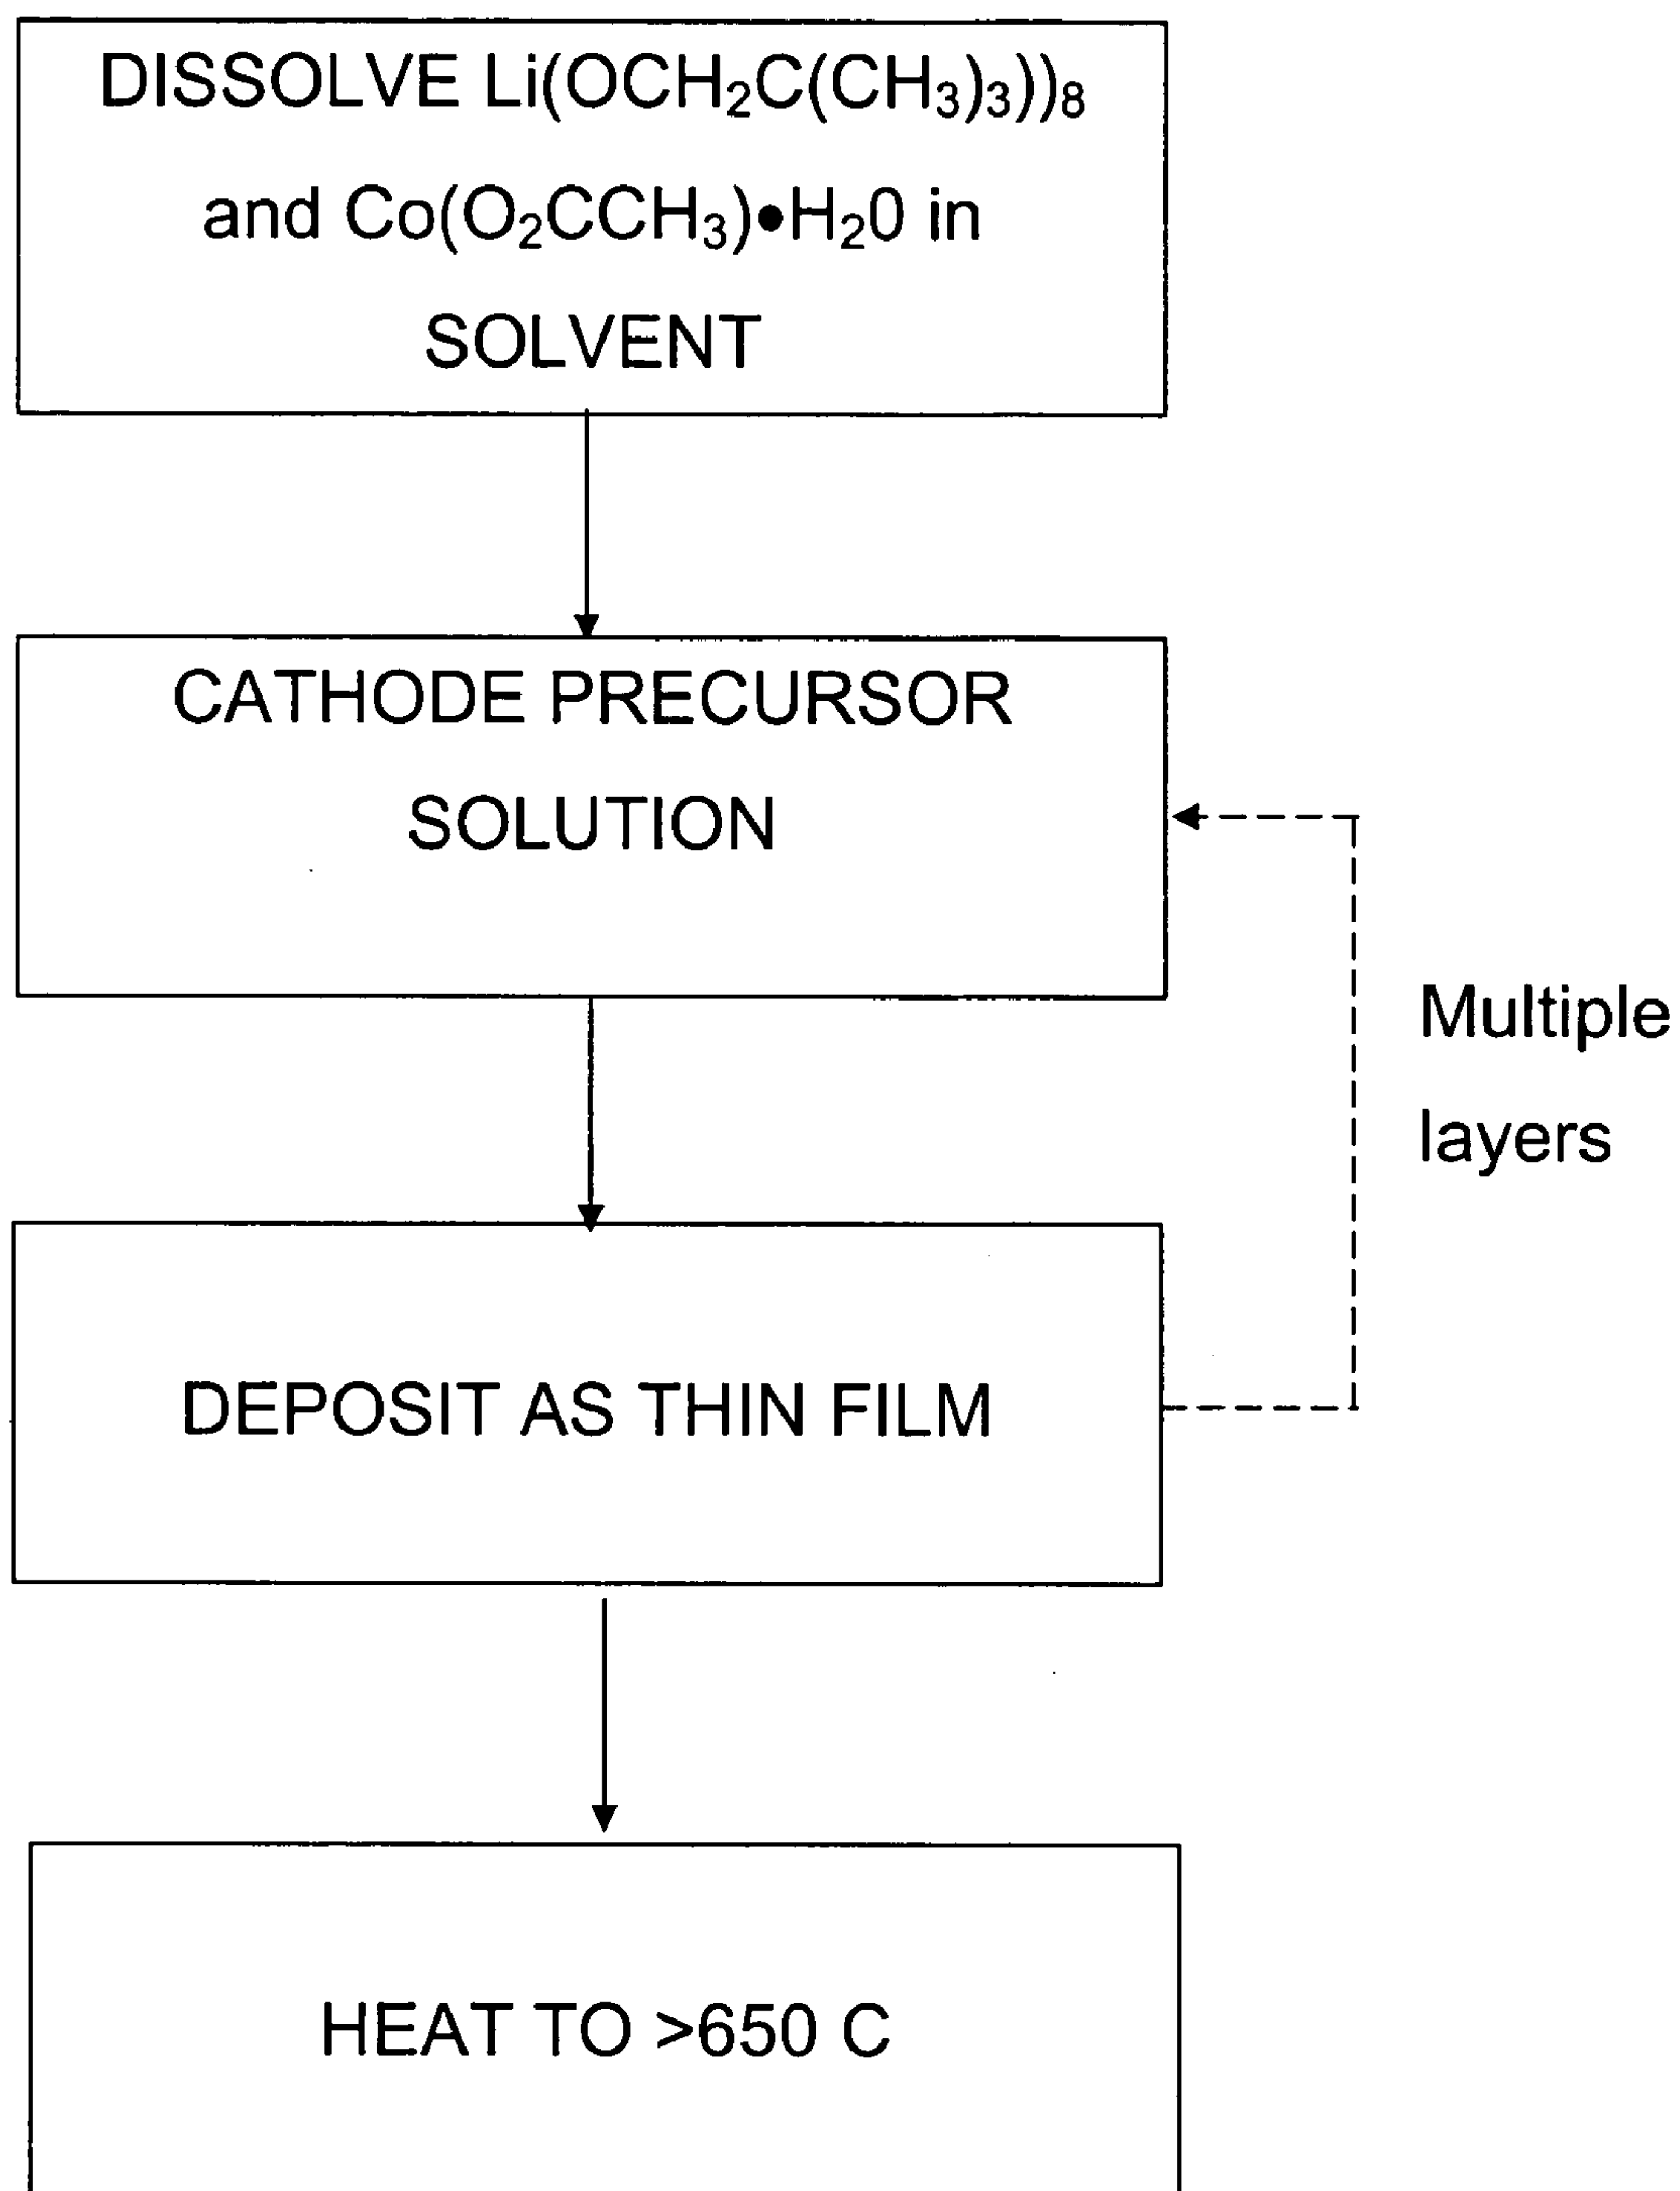 DISSOLVE Li(OCH₂C(CH₃)₃))₈
and Co(O₂CCH₃)•H₂0 in
SOLVENT
CATHODE PRECURSOR
SOLUTION
Multiple
layers
DEPOSIT AS THIN FILM
HEAT TO >650 C